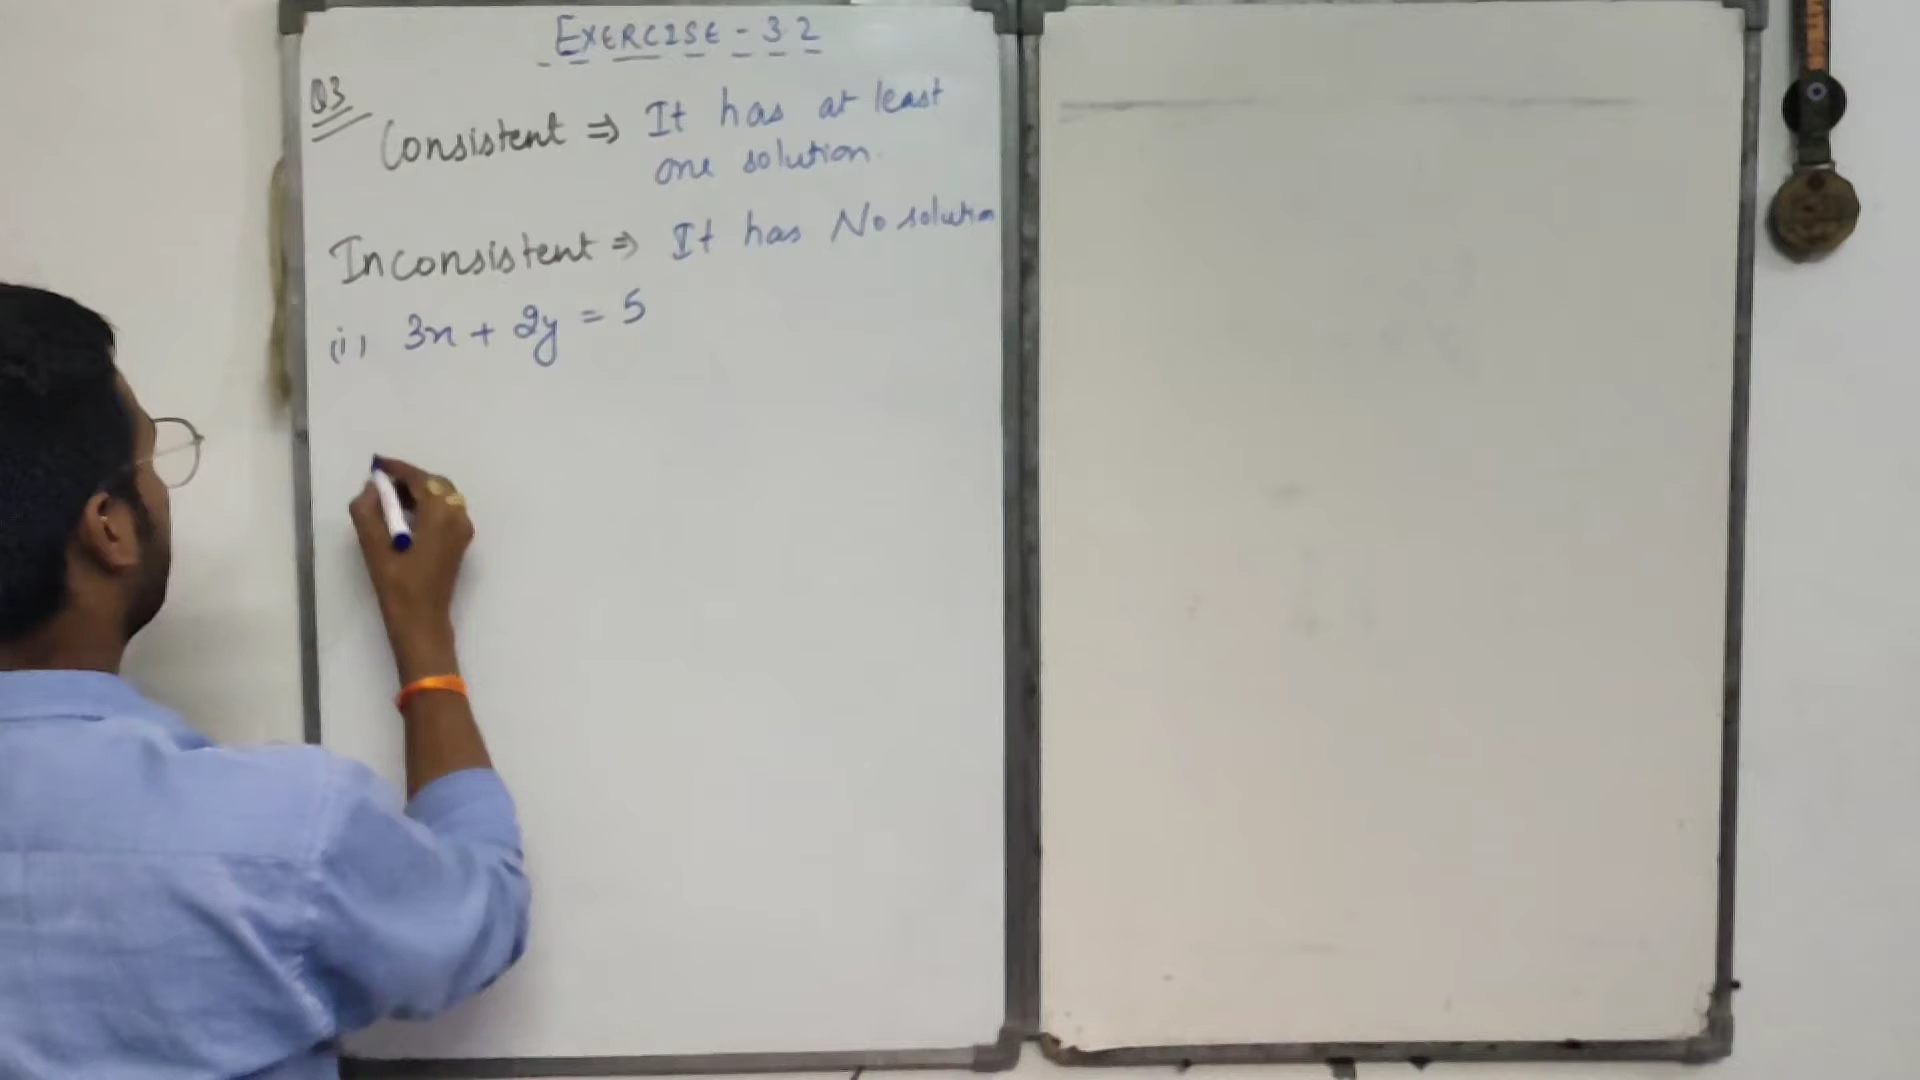 EXERCISE - 3 2
Q3
Consistent ⇒ It has at least
one solution.
Inconsistent ⇒ It has No solution
(i) 3x + 2y = 5